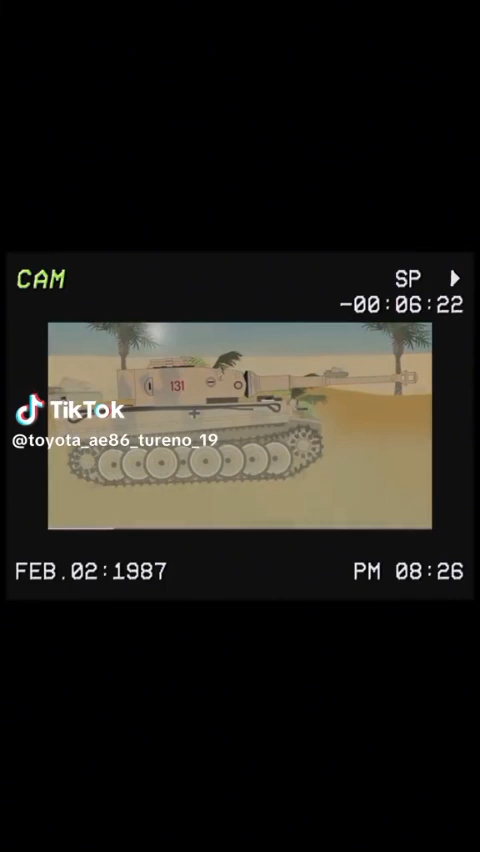 CAM
SP
-00:06:22
131
TikTok
@toyota_ae86_tureno_19
FEB.02:1987
PM 08:26